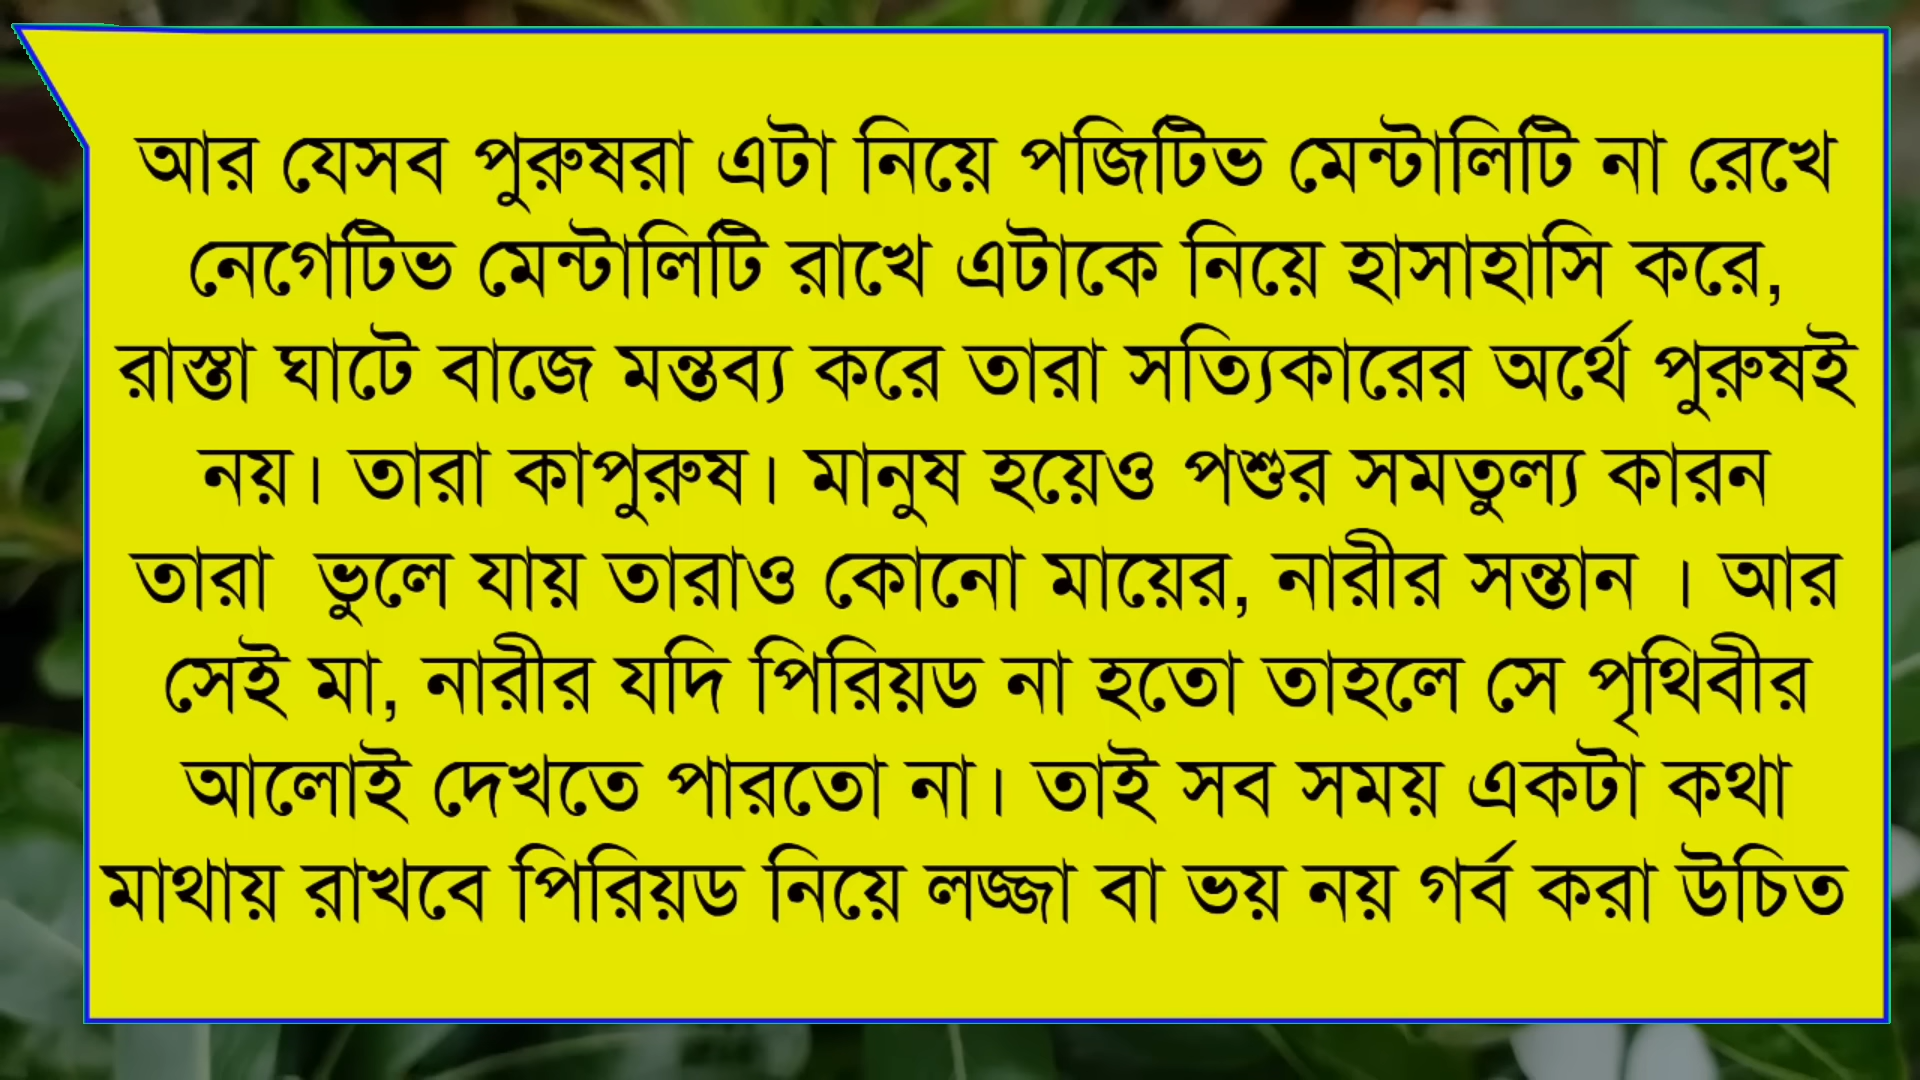 আর যেসব পুরুষরা এটা নিয়ে পজিটিভ মেন্টালিটি না রেখে
নেগেটিভ মেন্টালিটি রাখে এটাকে নিয়ে হাসাহাসি করে,
রাস্তা ঘাটে বাজে মন্তব্য করে তারা সত্যিকারের অর্থে পুরুষই
নয়। তারা কাপুরুষ। মানুষ হয়েও পশুর সমতুল্য কারন
তারা  ভুলে যায় তারাও কোনো মায়ের, নারীর সন্তান । আর
সেই মা, নারীর যদি পিরিয়ড না হতো তাহলে সে পৃথিবীর
আলোই দেখতে পারতো না। তাই সব সময় একটা কথা
মাথায় রাখবে পিরিয়ড নিয়ে লজ্জা বা ভয় নয় গর্ব করা উচিত